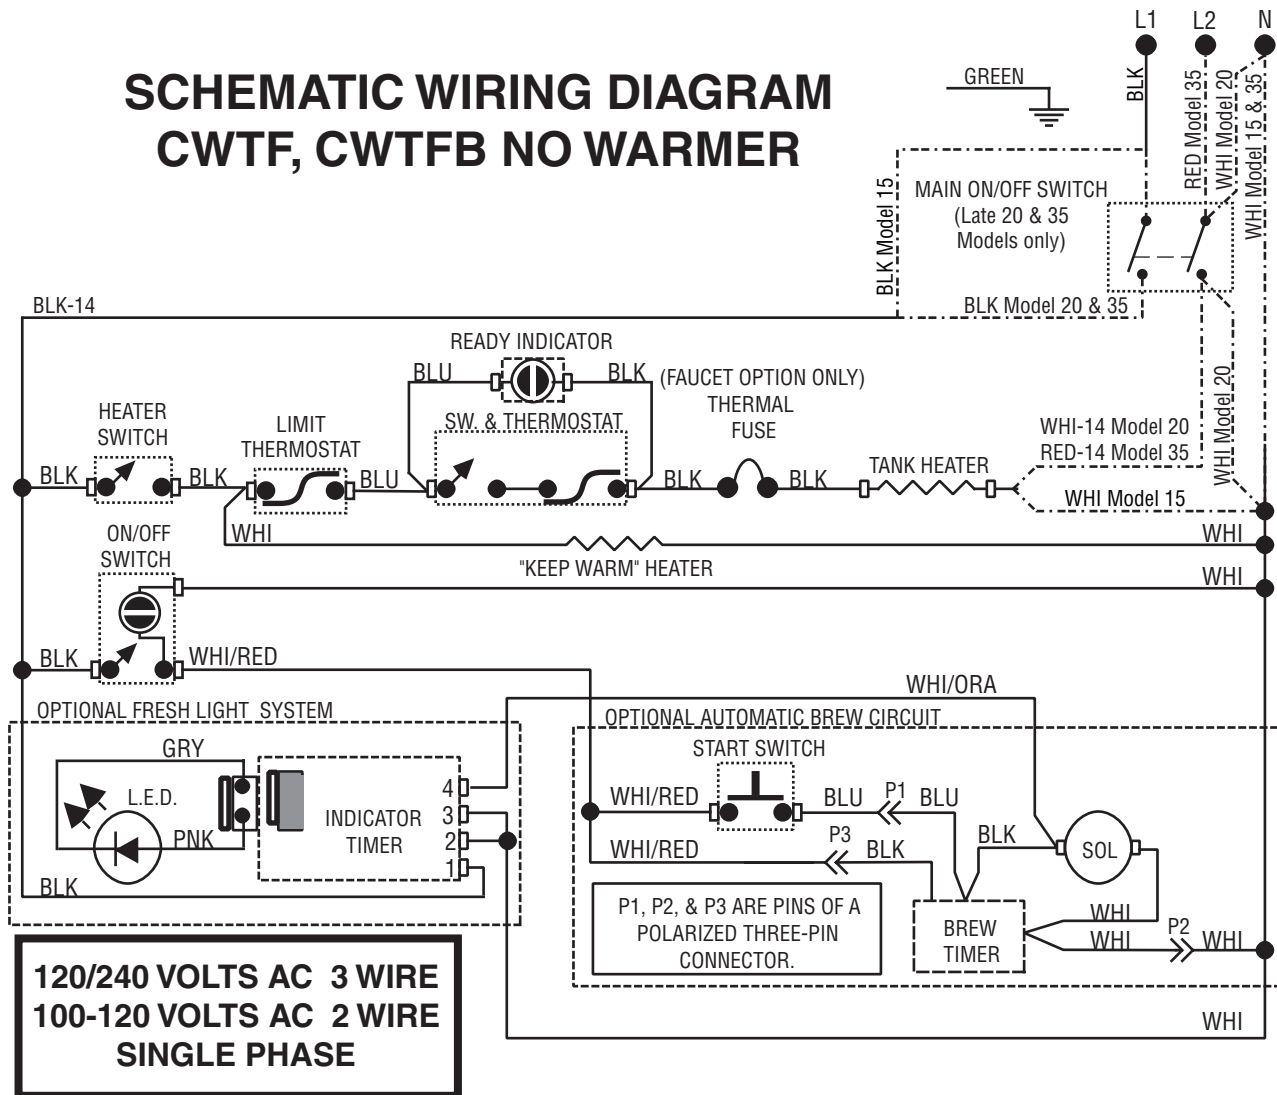 L1
L2
N
SCHEMATIC WIRING DIAGRAM
CWTF, CWTFB NO WARMER
GREEN
BLK
RED Model 35
WHI Model 20
WHI Model 15 & 35
BLK Model 15
MAIN ON/OFF SWITCH
(Late 20 & 35
Models only)
BLK-14
BLK Model 20 & 35
READY INDICATOR
BLU
BLK
(FAUCET OPTION ONLY)
THERMAL
FUSE
HEATER
SWITCH
LIMIT
THERMOSTAT
SW. & THERMOSTAT
WHI-14 Model 20
RED-14 Model 35
WHI Model 20
TANK HEATER
BLK
BLK
BLU
BLK
BLK
WHI Model 15
ON/OFF
SWITCH
WHI
WHI
"KEEP WARM" HEATER
WHI
BLK
WHI/RED
WHI/ORA
OPTIONAL FRESH LIGHT SYSTEM
OPTIONAL AUTOMATIC BREW CIRCUIT
GRY
START SWITCH
L.E.D.
4
3
2
1
INDICATOR
TIMER
PNK
BLK
WHI/RED
BLU
P1
BLU
WHI/RED
P3
BLK
BLK
SOL
P1, P2, & P3 ARE PINS OF A
POLARIZED THREE-PIN
CONNECTOR.
BREW
TIMER
WHI
WHI
P2
WHI
120/240 VOLTS AC 3 WIRE
100-120 VOLTS AC 2 WIRE
SINGLE PHASE
WHI